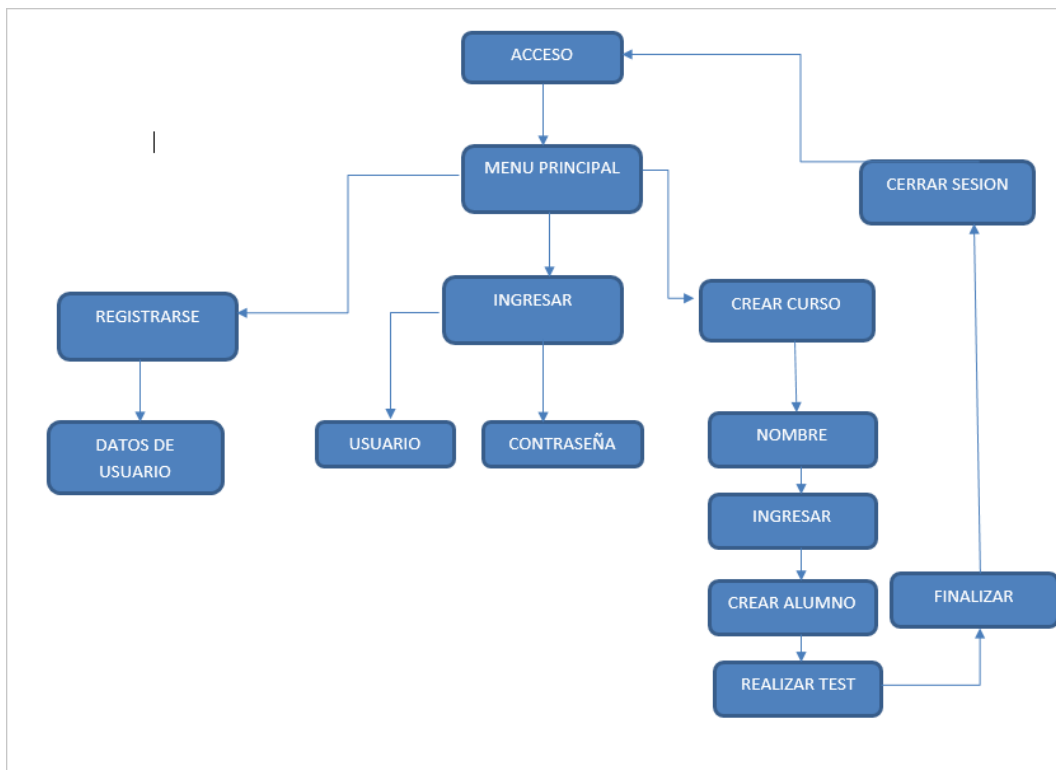 ACCESO
MENU PRINCIPAL
CERRAR SESION
REGISTRARSE
INGRESAR
CREAR CURSO
DATOS DE
USUARIO
USUARIO
CONTRASEÑA
NOMBRE
INGRESAR
CREAR ALUMNO
FINALIZAR
REALIZAR TEST